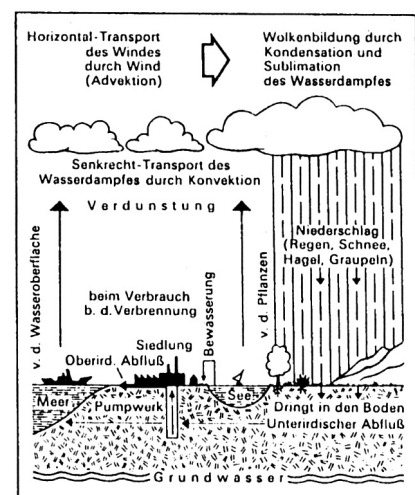 Horizontal-Transport
des Windes
durch Wind
(Advektion)
Wolkenbildung durch
Kondensation und
Sublimation
des Wasserdampfes
Senkrecht-Transport des
Wasserdampfes durch Konvektion
Verdunstung
v. d. Wasseroberflache
beim Verbrauch
b. d. Verbrennung
Siedlung
Oberird. Abfluß
Bewasserung
v. d. Pflanzen
Niederschlag
(Regen, Schnee,
Hagel, Graupeln)
Meer
Pumpwerk
See
Dringt in den Boden
Unterirdischer Abfluß
Grundwasser